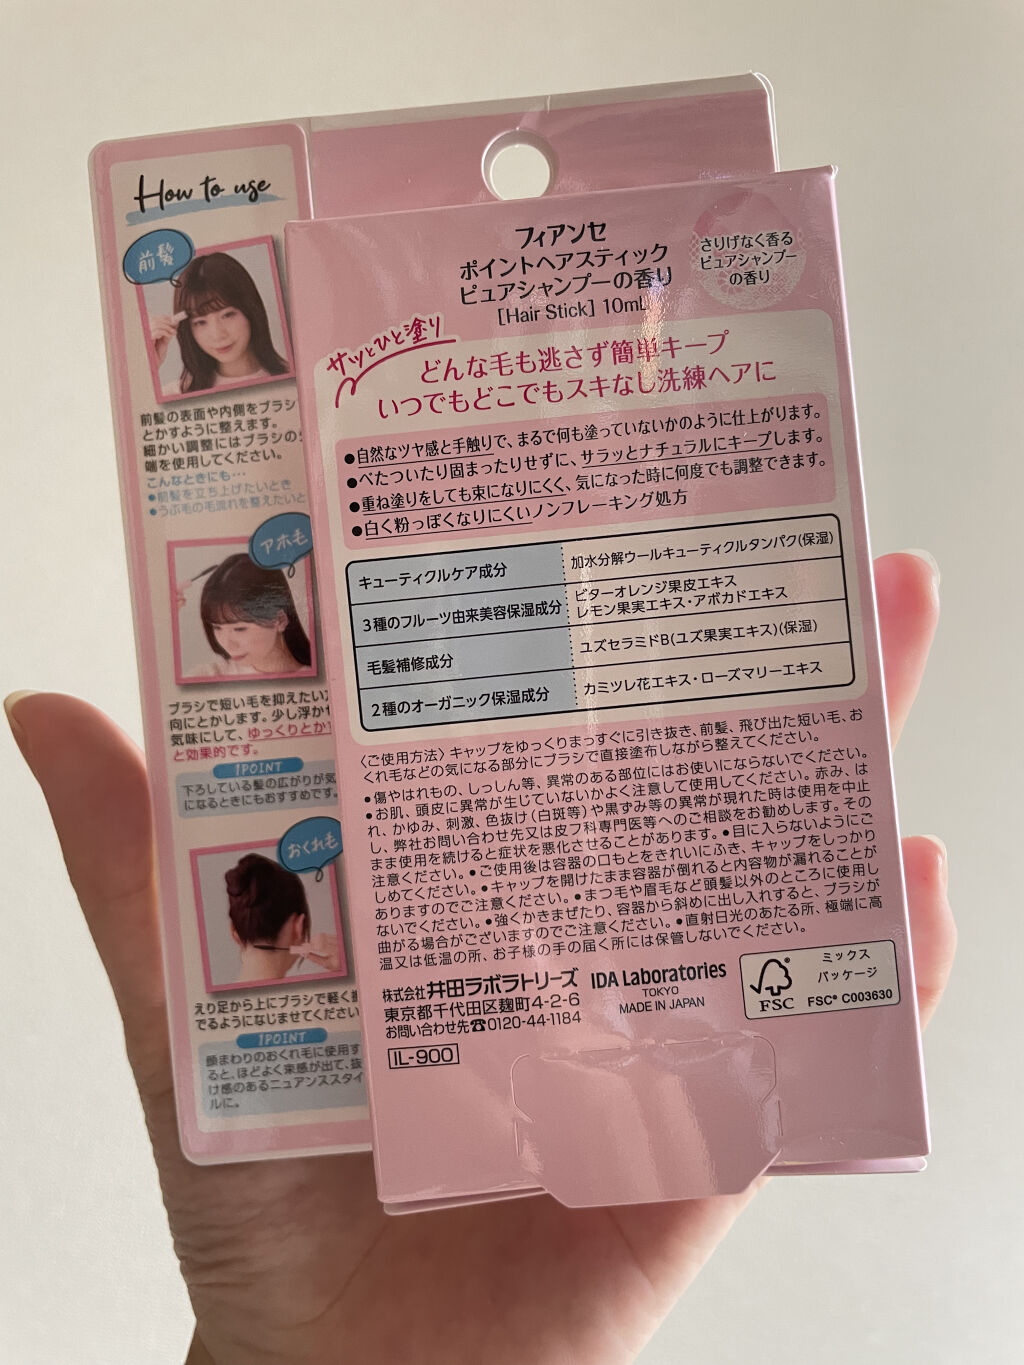 How to use
前髪
前髪の表面や内側をブラシ
とかすように整えます。
細かい調整にはブラシの
端を使用してください。
こんなときにも…
●前髪を立ち上げたいとき
●うぶ毛の毛流れを整えたいと
アホ毛
ブラシで短い毛を抑えたい
向にとかします。少し浮か
気味にして、ゆっくりとか
と効果的です。
1POINT
下ろしている髪の広がりが気
になるときにもおすすめです。
おくれ毛
えり足から上にブラシで軽く
でるようになじませてください
1POINT
顔まわりのおくれ毛に使用す
ると、ほどよく束感が出て、抜
け感のあるニュアンススタイ
ルに。
フィアンセ
ポイントヘアスティック
ピュアシャンプーの香り
[Hair Stick] 10mL
さりげなく香る
ピュアシャンプー
の香り
サッとひと塗り
どんな毛も逃さず簡単キープ
いつでもどこでもスキなし洗練ヘアに
●自然なツヤ感と手触りで、まるで何も塗っていないかのように仕上がります。
●べたついたり固まったりせずに、サラッとナチュラルにキープします。
●重ね塗りをしても束になりにくく、気になった時に何度でも調整できます。
●白く粉っぽくなりにくいノンフレーキング処方
キューティクルケア成分 加水分解ウールキューティクルタンパク(保湿)
3種のフルーツ由来美容保湿成分 ビターオレンジ果皮エキス
レモン果実エキス・アボカドエキス
毛髪補修成分 ユズセラミドB(ユズ果実エキス)(保湿)
2種のオーガニック保湿成分 カミツレ花エキス・ローズマリーエキス
〈ご使用方法〉キャップをゆっくりまっすぐに引き抜き、前髪、飛び出た短い毛、お
くれ毛などの気になる部分にブラシで直接塗布しながら整えてください。
●傷やはれもの、しっしん等、異常のある部位にはお使いにならないでください。
●お肌、頭皮に異常が生じていないかよく注意して使用してください。赤み、は
れ、かゆみ、刺激、色抜け(白斑等)や黒ずみ等の異常が現れた時は使用を中止
し、弊社お問い合わせ先又は皮フ科専門医等へのご相談をお勧めします。その
まま使用を続けると症状を悪化させることがあります。●目に入らないようにご
注意ください。●ご使用後は容器の口もとをきれいにふき、キャップをしっかり
しめてください。●キャップを開けたまま容器が倒れると内容物が漏れることが
ありますのでご注意ください。●まつ毛や眉毛など頭髪以外のところに使用し
ないでください。●強くかきまぜたり、容器から斜めに出し入れすると、ブラシが
曲がる場合がございますのでご注意ください。●直射日光のあたる所、極端に高
温又は低温の所、お子様の手の届く所には保管しないでください。
株式会社井田ラボラトリーズ
東京都千代田区麹町4-2-6
お問い合わせ先☎0120-44-1184
IDA Laboratories
TOKYO
MADE IN JAPAN
FSC
ミックス
パッケージ
FSC® C003630
IL-900